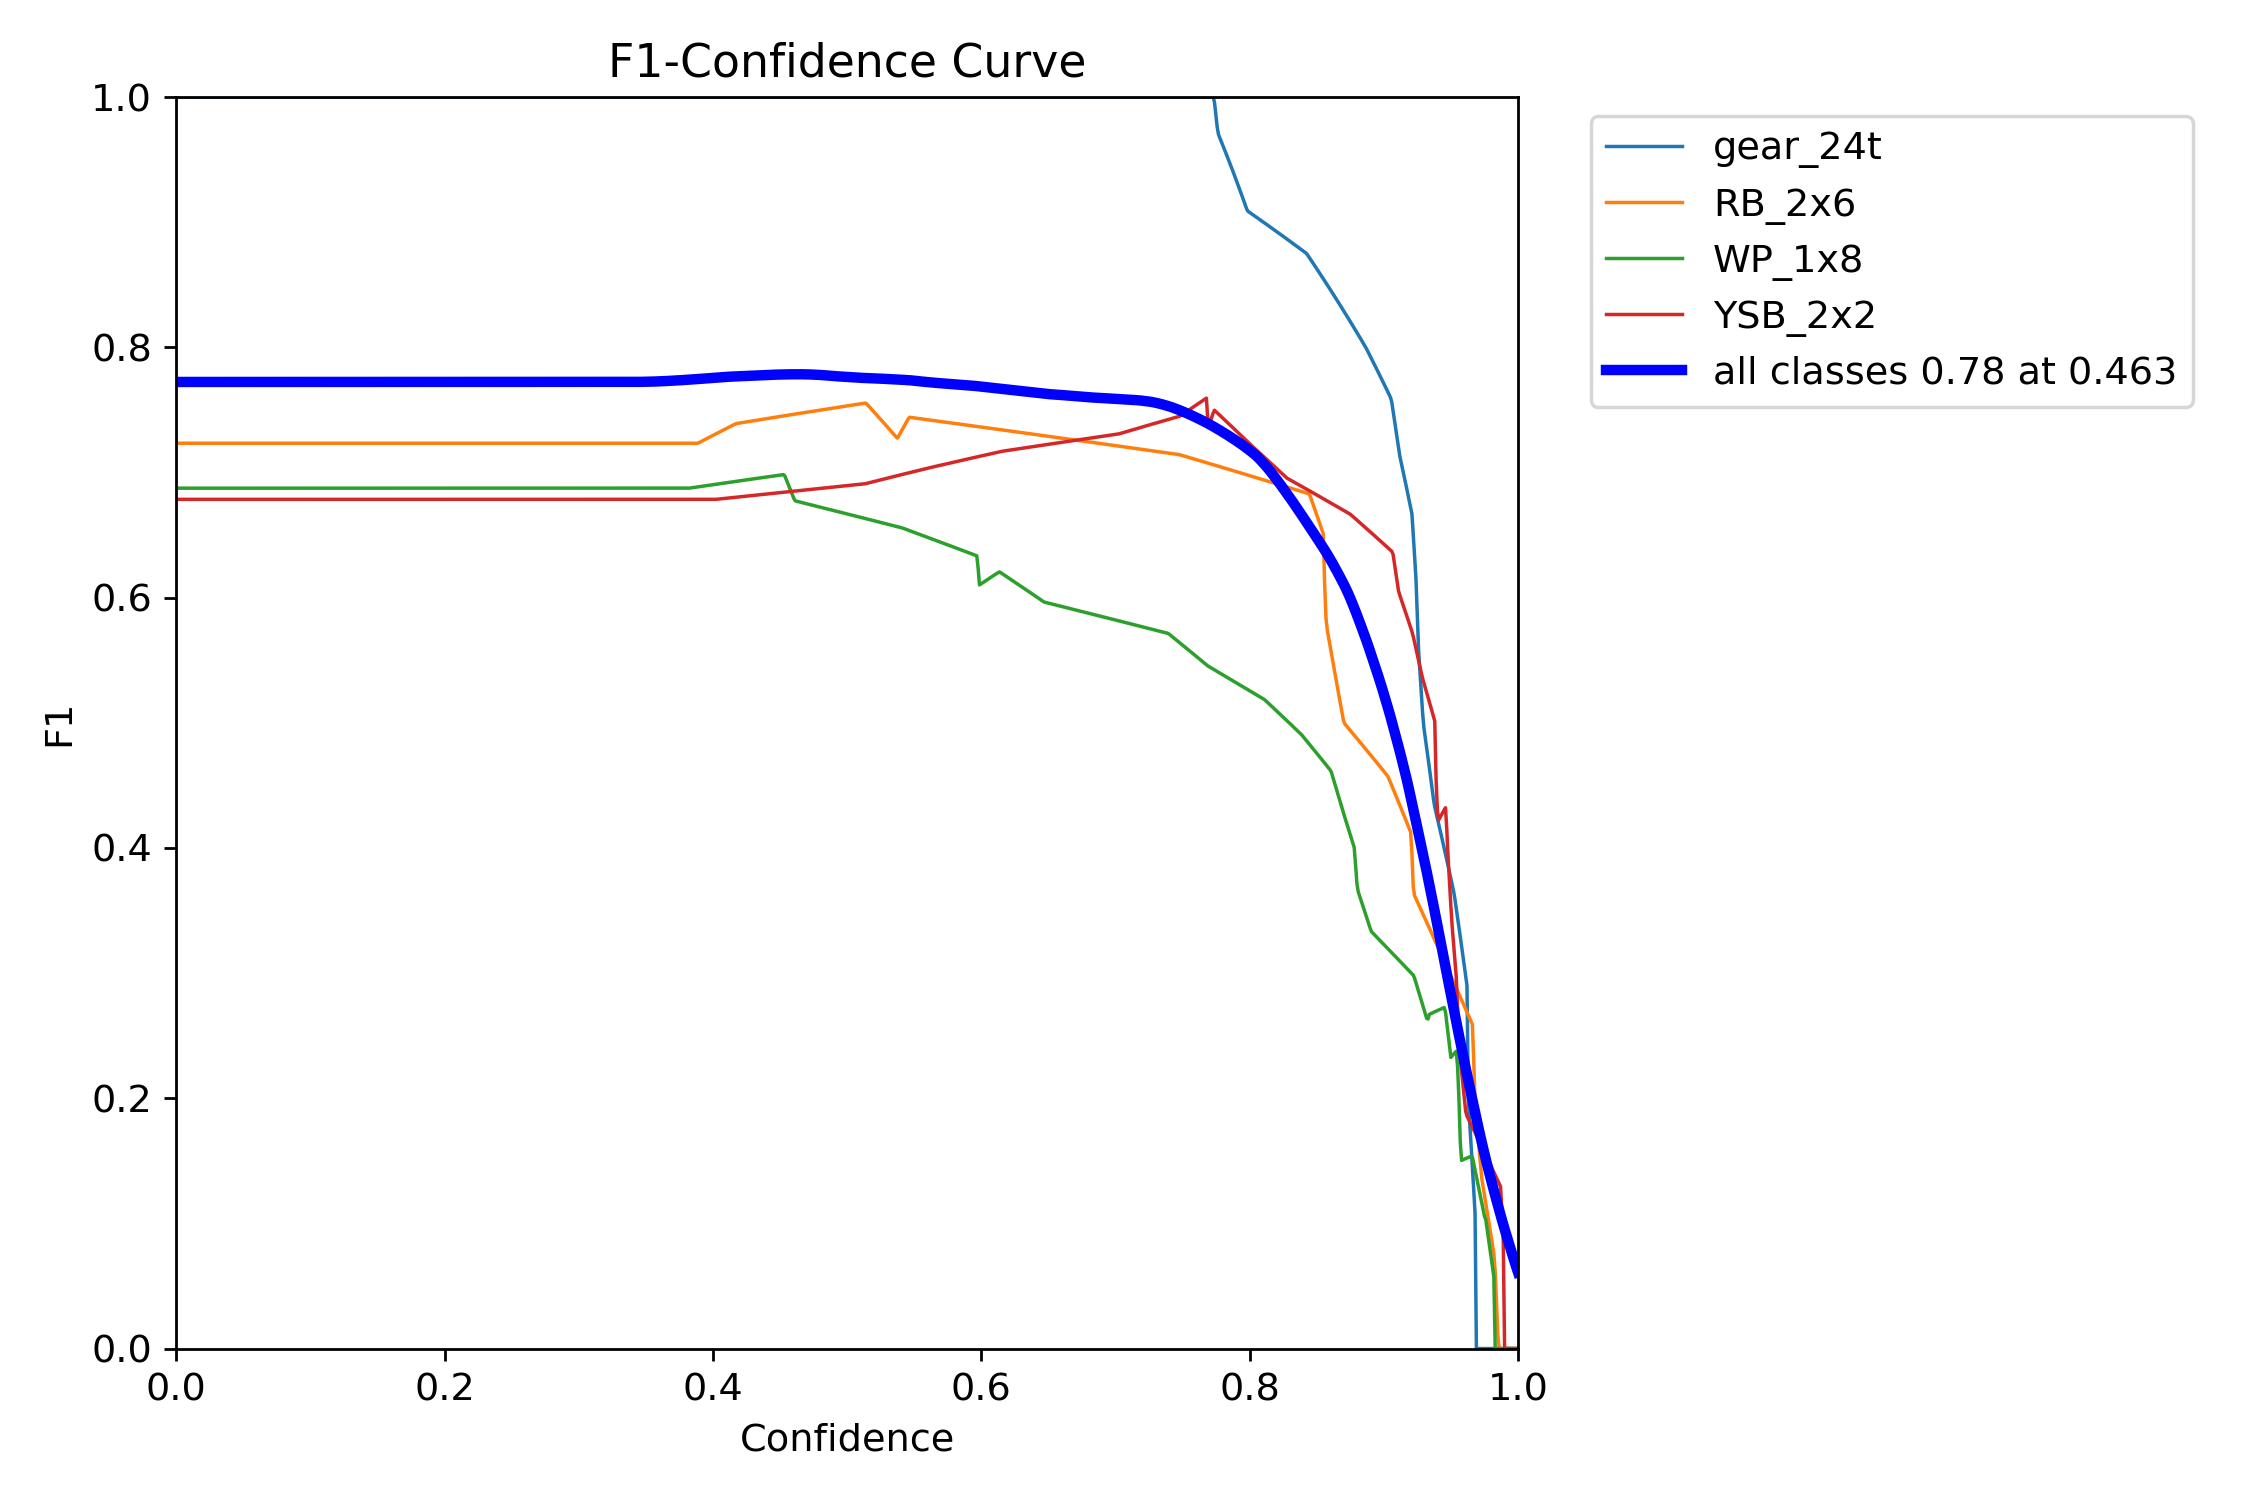 F1-Confidence Curve
1.0
0.8
0.6
0.4
0.2
0.0
F1
0.0 0.2 0.4 0.6 0.8 1.0
Confidence
gear_24t
RB_2x6
WP_1x8
YSB_2x2
all classes 0.78 at 0.463